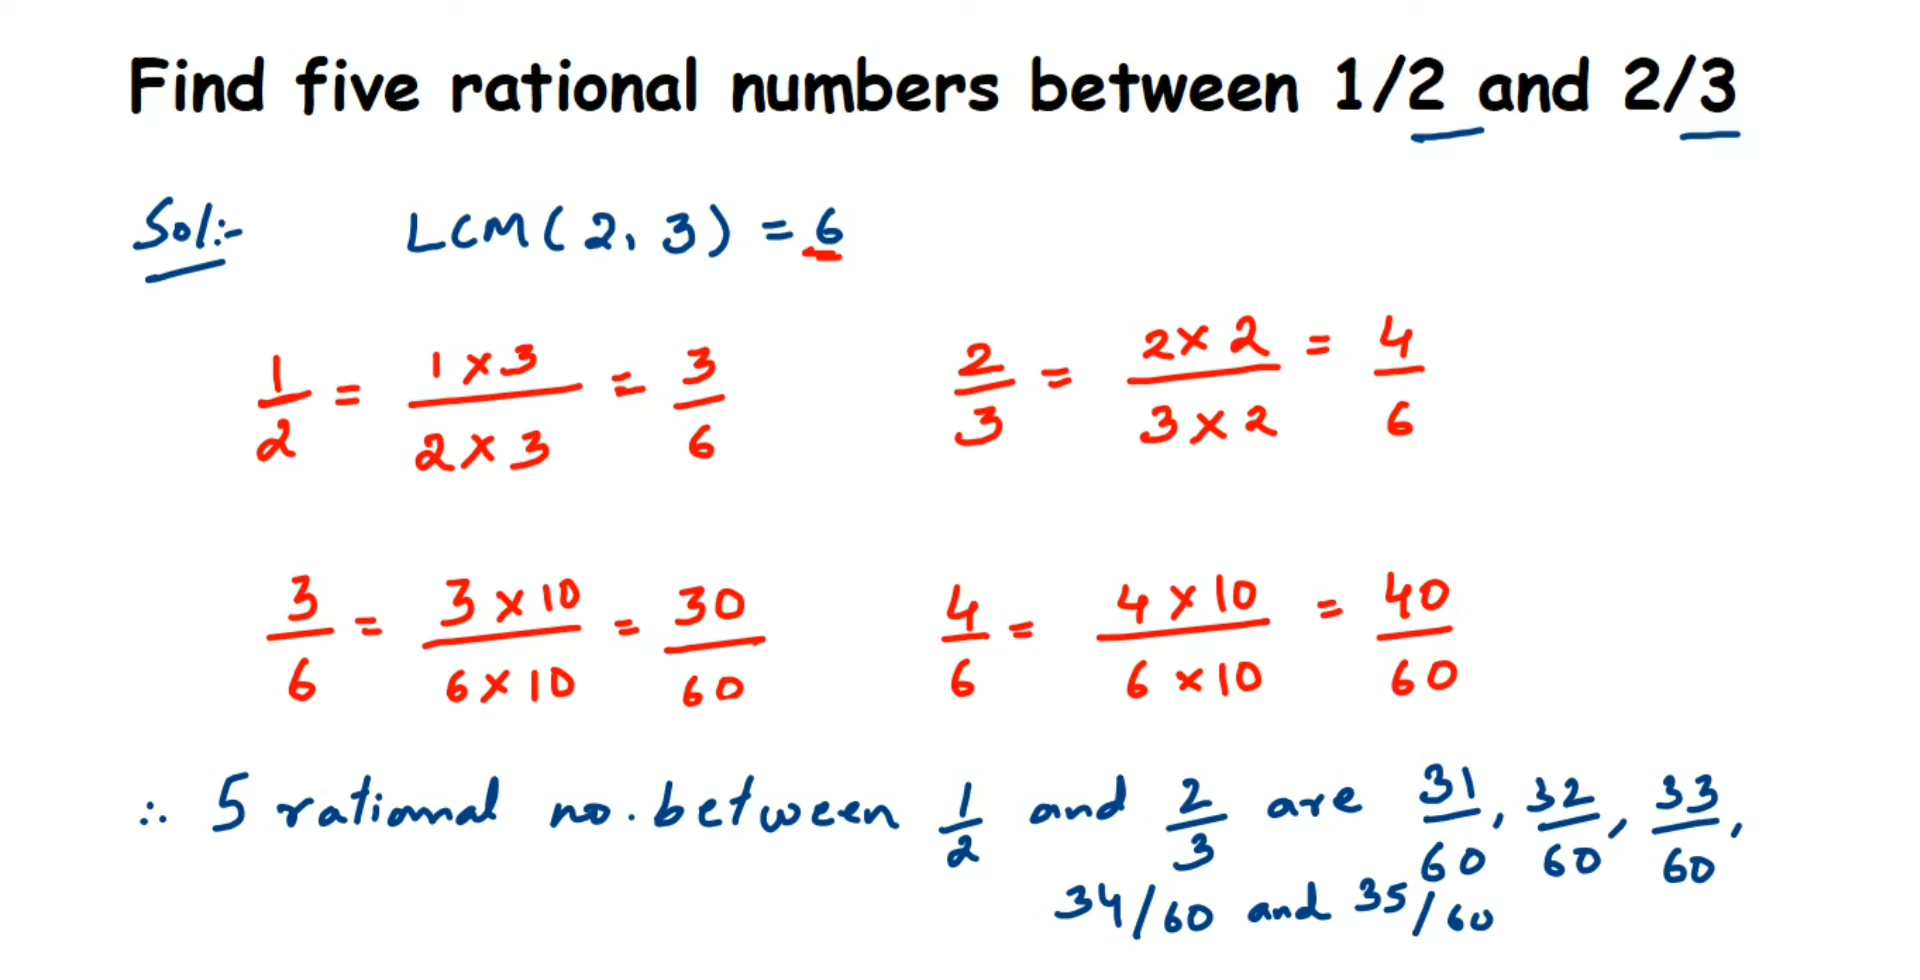 Find five rational numbers between 1/2 and 2/3
Sol:- LCM(2, 3) = 6
1/2 = 1 × 3 / 2 × 3 = 3/6 2/3 = 2 × 2 / 3 × 2 = 4/6
3/6 = 3 × 10 / 6 × 10 = 30/60 4/6 = 4 × 10 / 6 × 10 = 40/60
∴ 5 rational no. between 1/2 and 2/3 are 31/60, 32/60, 33/60,
34/60 and 35/60